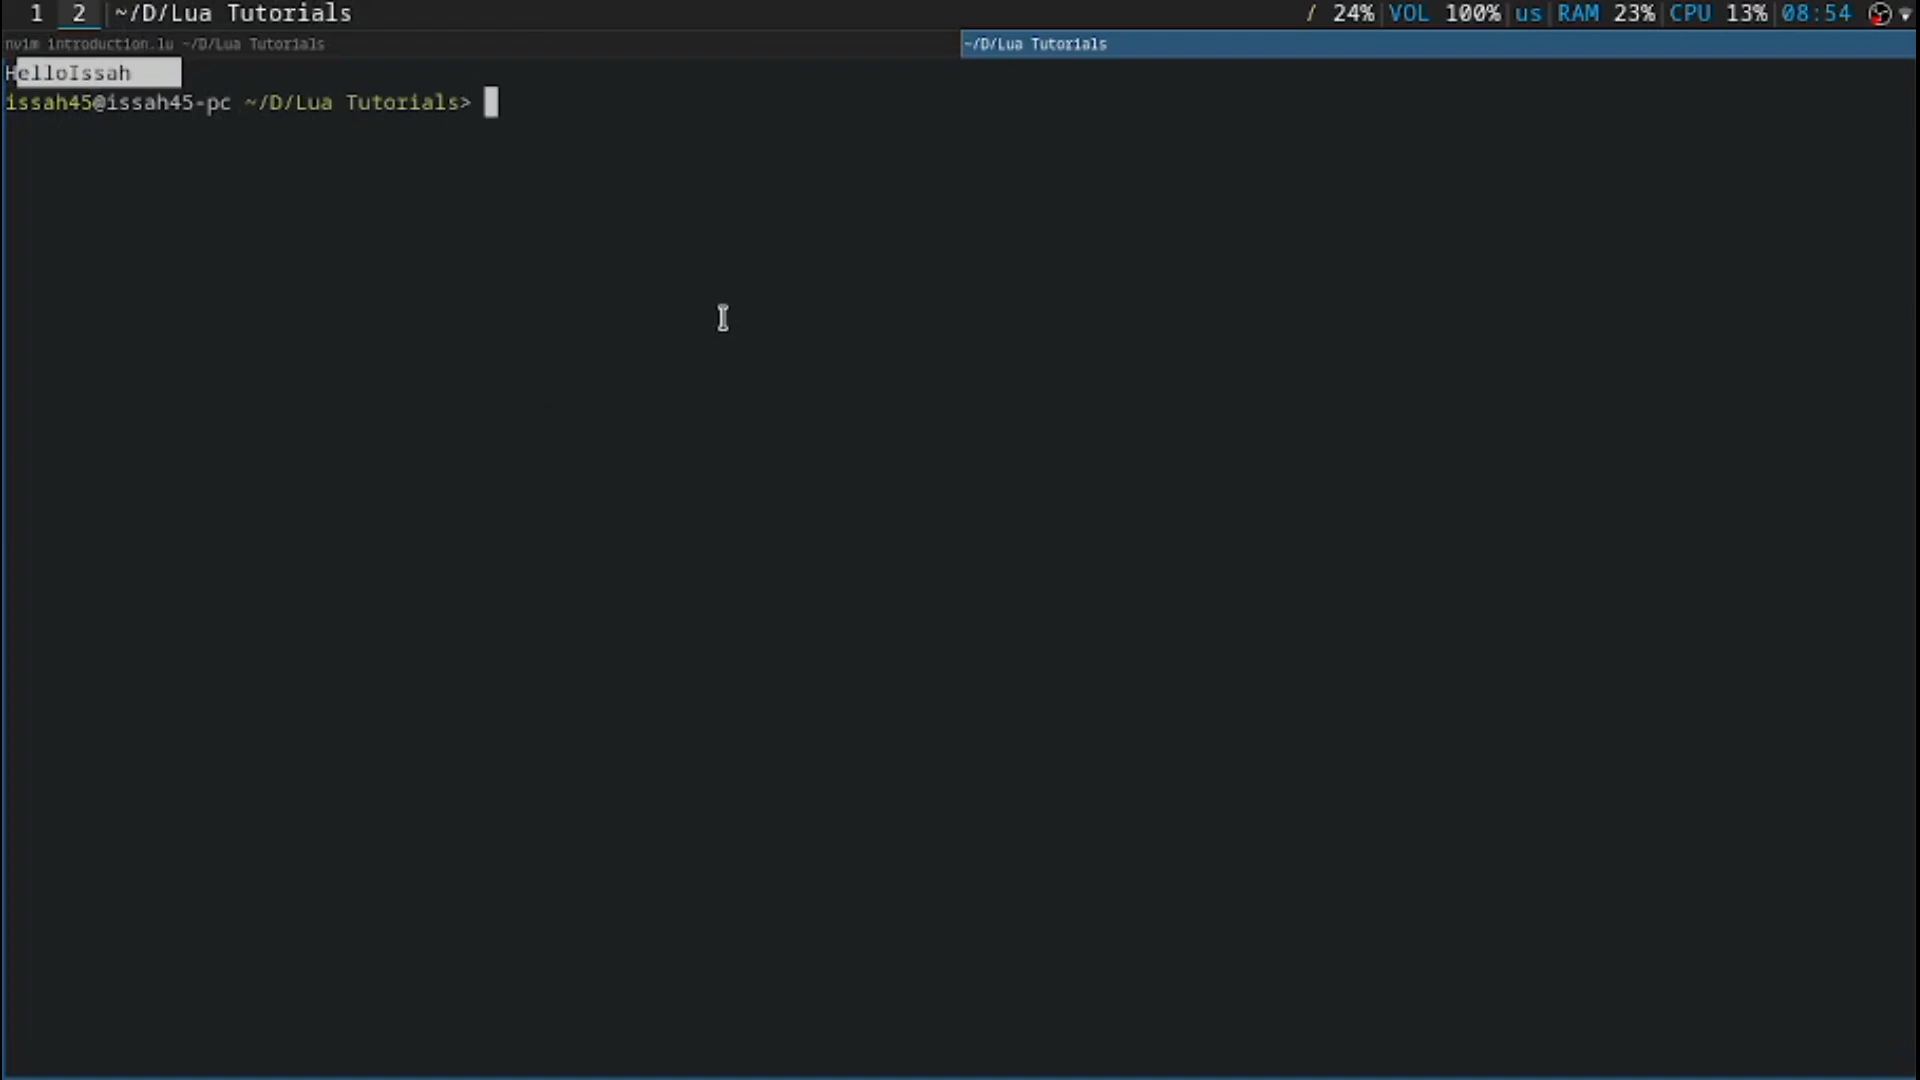 1 2 ~/D/Lua Tutorials / 24% VOL 100% us RAM 23% CPU 13% 08:54
nvim introduction.lu ~/D/Lua Tutorials ~/D/Lua Tutorials
HelloIssah
issah45@issah45-pc ~/D/Lua Tutorials>